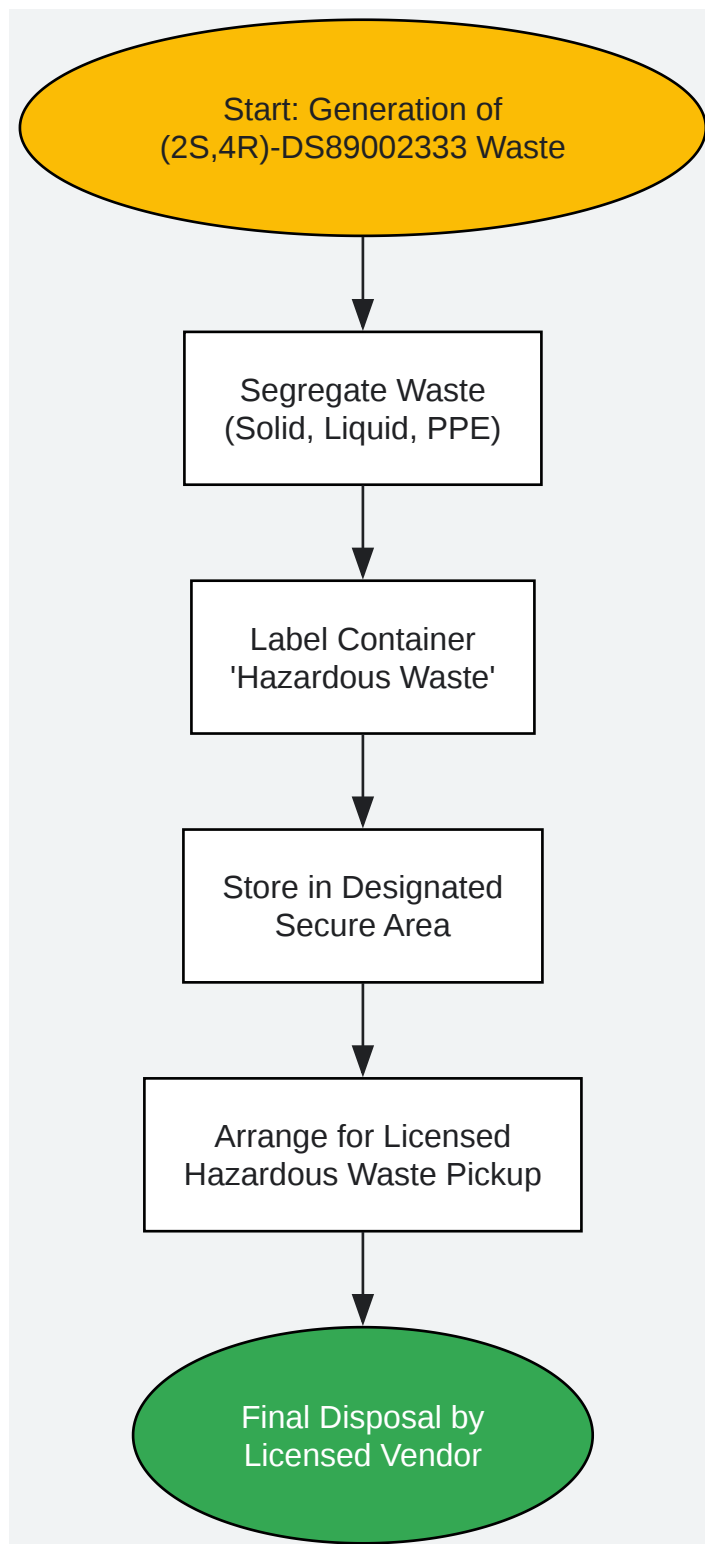 Start: Generation of
(2S,4R)-DS89002333 Waste
Segregate Waste
(Solid, Liquid, PPE)
Label Container
'Hazardous Waste'
Store in Designated
Secure Area
Arrange for Licensed
Hazardous Waste Pickup
Final Disposal by
Licensed Vendor